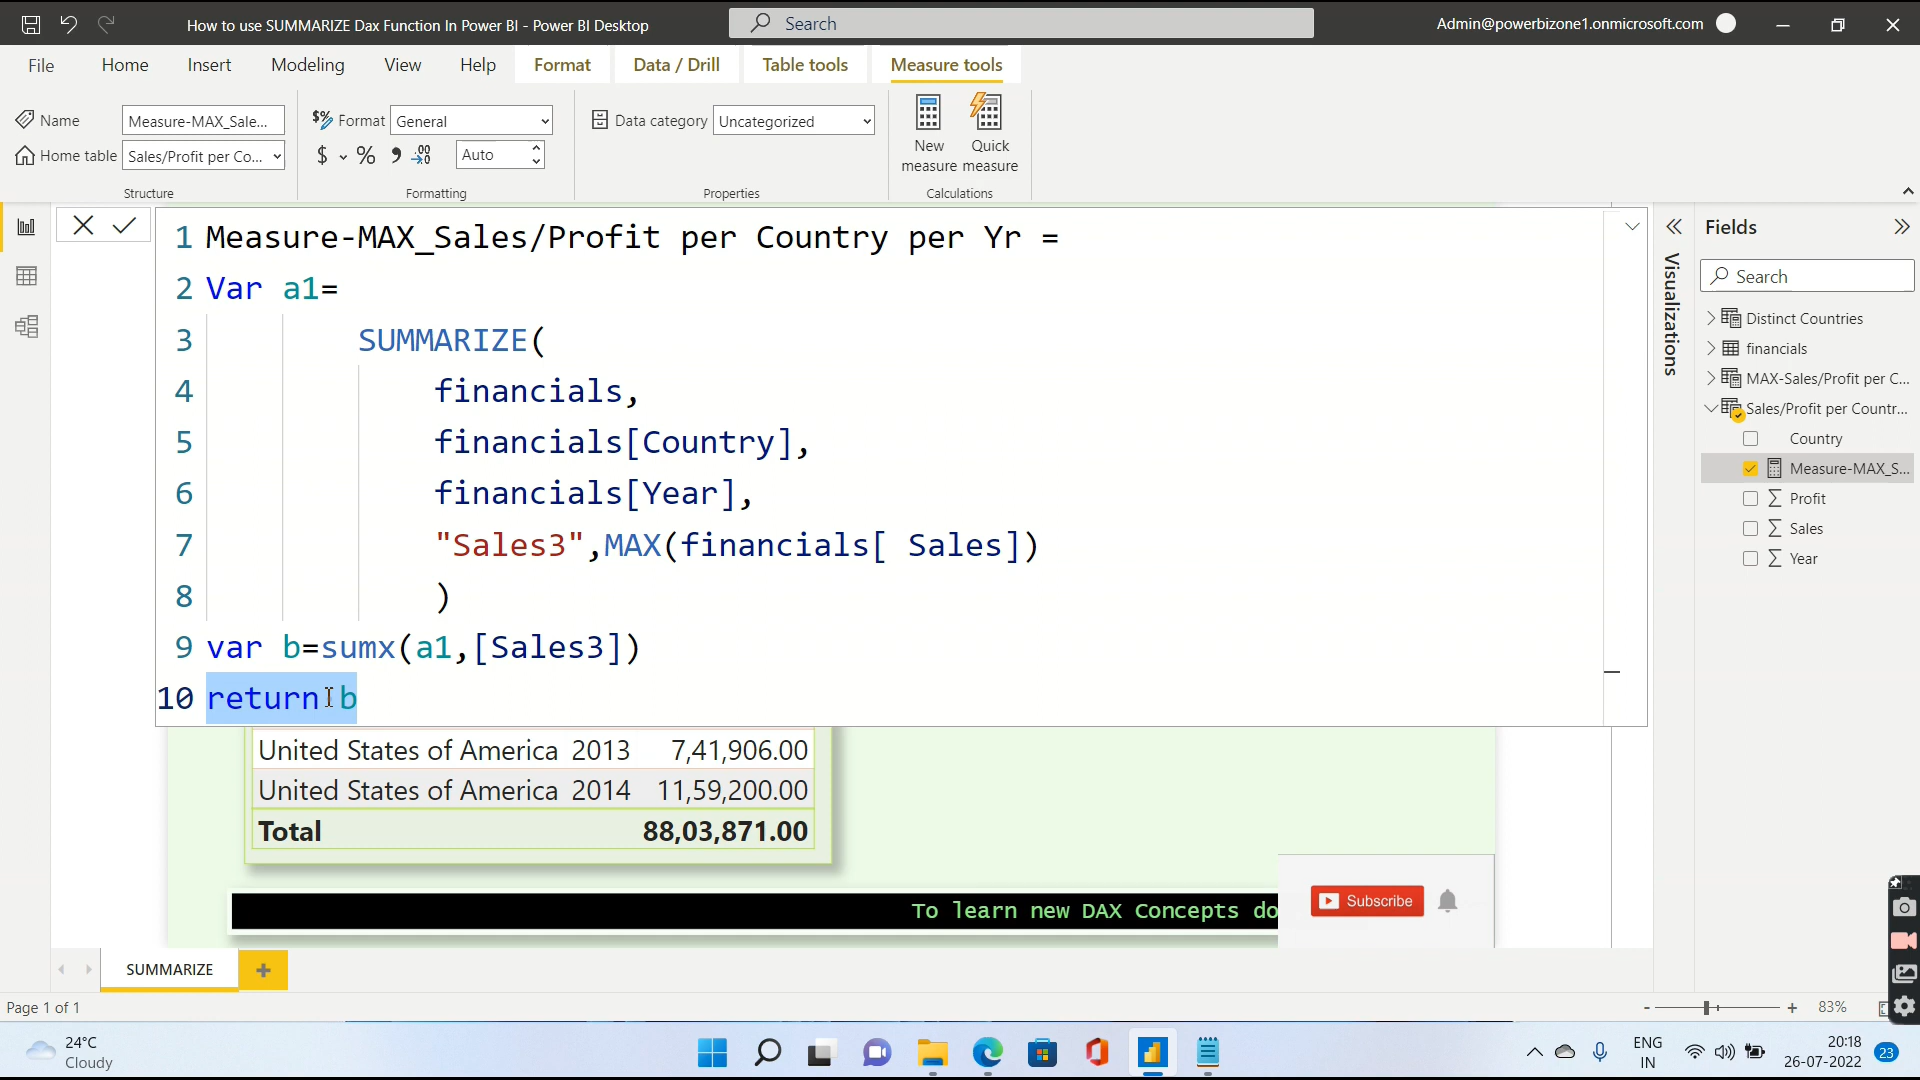 How to use SUMMARIZE Dax Function In Power BI - Power BI Desktop
Search
Admin@powerbizone1.onmicrosoft.com
File Home Insert Modeling View Help Format Data / Drill Table tools Measure tools
Name Measure-MAX_Sale...
Home table Sales/Profit per Co...
Structure
$% Format General
$ % , .00 →.0 Auto
Formatting
Data category Uncategorized
Properties
New measure
Quick measure
Calculations
1 Measure-MAX_Sales/Profit per Country per Yr =
2 Var a1=
3 SUMMARIZE(
4 financials,
5 financials[Country],
6 financials[Year],
7 "Sales3",MAX(financials[ Sales])
8 )
9 var b=sumx(a1,[Sales3])
10 return b
United States of America 2013 7,41,906.00
United States of America 2014 11,59,200.00
Total 88,03,871.00
To learn new DAX Concepts do
Subscribe
Visualizations
Fields
Search
Distinct Countries
financials
MAX-Sales/Profit per C...
Sales/Profit per Countr...
Country
Measure-MAX_S...
Profit
Sales
Year
SUMMARIZE
Page 1 of 1
- + 83%
24°C
Cloudy
ENG
IN
20:18
26-07-2022
23